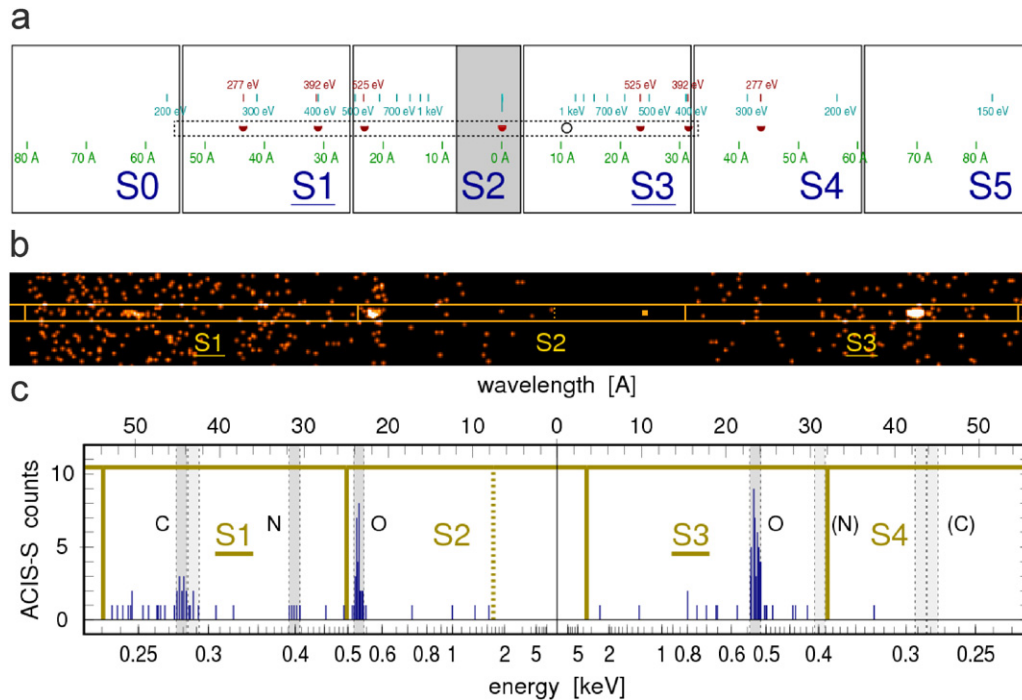 a
277 eV 392 eV 525 eV 525 eV 392 eV 277 eV
200 eV 300 eV 400 eV 500 eV 700 eV 1 keV 1 keV 700 eV 500 eV 400 eV 300 eV 200 eV 150 eV
80 A 70 A 60 A 50 A 40 A 30 A 20 A 10 A 0 A 10 A 20 A 30 A 40 A 50 A 60 A 70 A 80 A
S0 S1 S2 S3 S4 S5
b
S1 S2 S3
wavelength [A]
c
50 40 30 20 10 0 10 20 30 40 50
10
C S1 N O S2 S3 O (N) S4 (C)
5
0
ACIS-S counts
0.25 0.3 0.4 0.5 0.6 0.8 1 2 5 5 2 1 0.8 0.6 0.5 0.4 0.3 0.25
energy [keV]